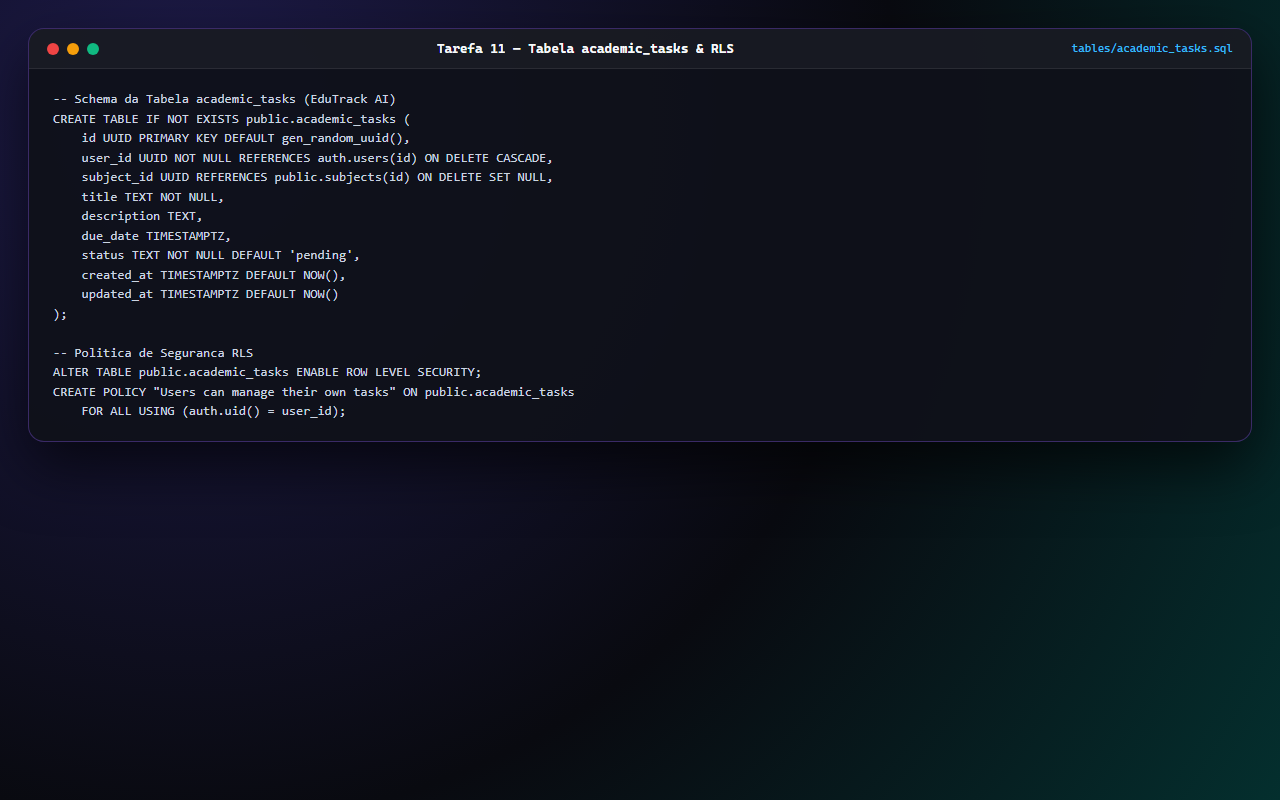 Tarefa 11 — Tabela academic_tasks & RLS
tables/academic_tasks.sql
-- Schema da Tabela academic_tasks (EduTrack AI)
CREATE TABLE IF NOT EXISTS public.academic_tasks (
    id UUID PRIMARY KEY DEFAULT gen_random_uuid(),
    user_id UUID NOT NULL REFERENCES auth.users(id) ON DELETE CASCADE,
    subject_id UUID REFERENCES public.subjects(id) ON DELETE SET NULL,
    title TEXT NOT NULL,
    description TEXT,
    due_date TIMESTAMPTZ,
    status TEXT NOT NULL DEFAULT 'pending',
    created_at TIMESTAMPTZ DEFAULT NOW(),
    updated_at TIMESTAMPTZ DEFAULT NOW()
);
-- Politica de Seguranca RLS
ALTER TABLE public.academic_tasks ENABLE ROW LEVEL SECURITY;
CREATE POLICY "Users can manage their own tasks" ON public.academic_tasks
    FOR ALL USING (auth.uid() = user_id);